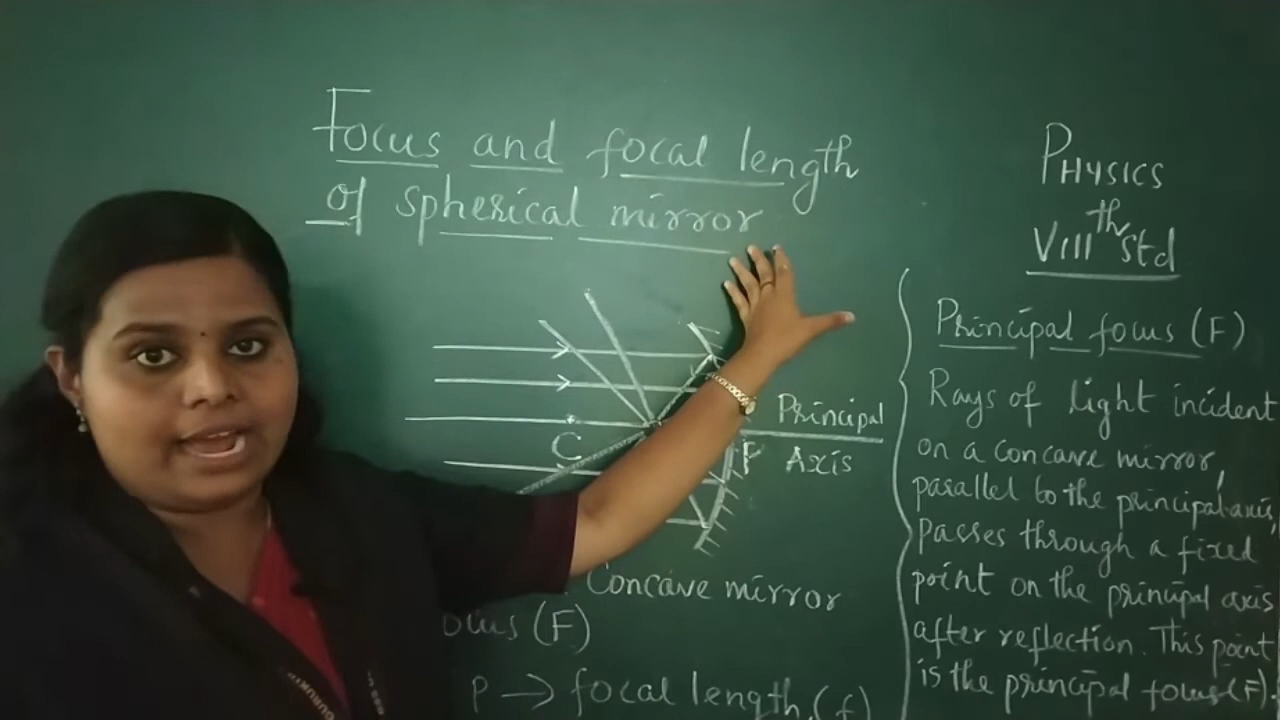 Focus and focal length
of spherical mirror
C
P
Principal
Axis
Concave mirror
(F)
P → focal length (f)
PHYSICS
VIIIth Std
Principal focus (F)
Rays of light incident
on a concave mirror,
parallel to the principal axis,
passes through a fixed
point on the principal axis
after reflection. This point
is the principal focus (F).